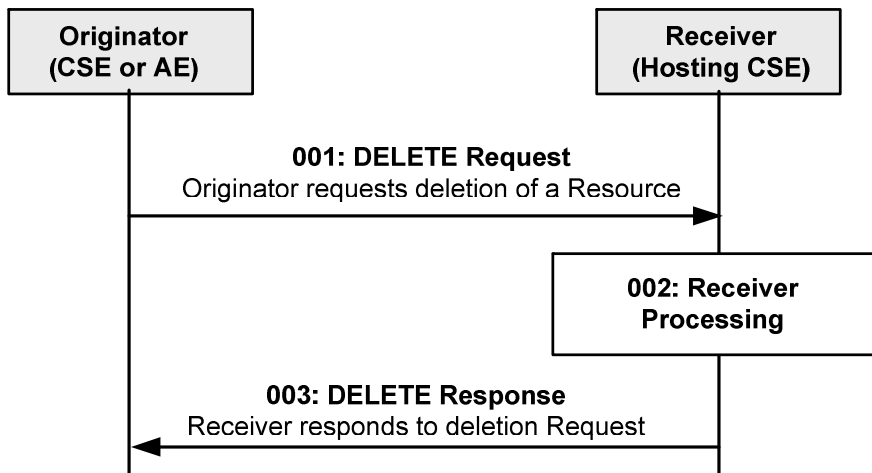 Originator
(CSE or AE)
Receiver
(Hosting CSE)
001: DELETE Request
Originator requests deletion of a Resource
002: Receiver
Processing
003: DELETE Response
Receiver responds to deletion Request